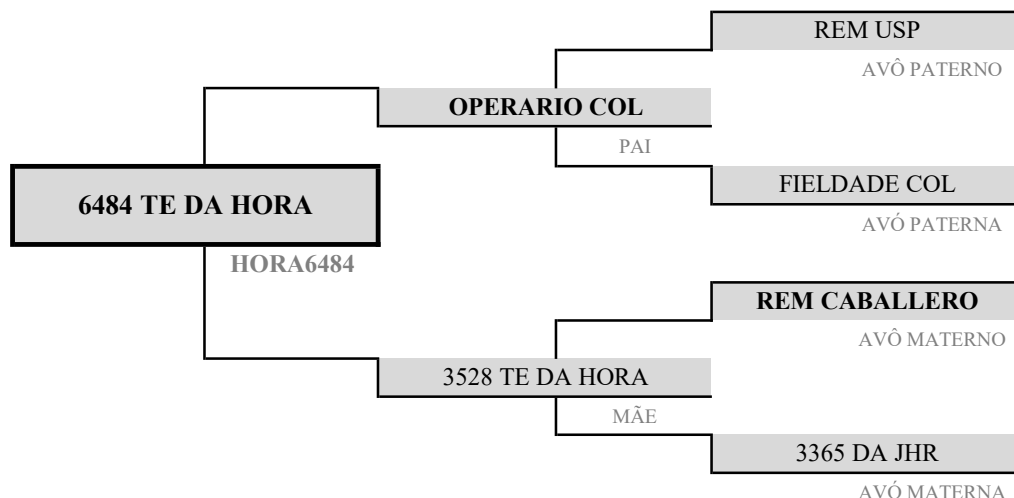 REM USP
AVÔ PATERNO
OPERARIO COL
PAI
FIELDADE COL
AVÓ PATERNA
6484 TE DA HORA
HORA6484
REM CABALLERO
AVÔ MATERNO
3528 TE DA HORA
MÃE
3365 DA JHR
AVÓ MATERNA